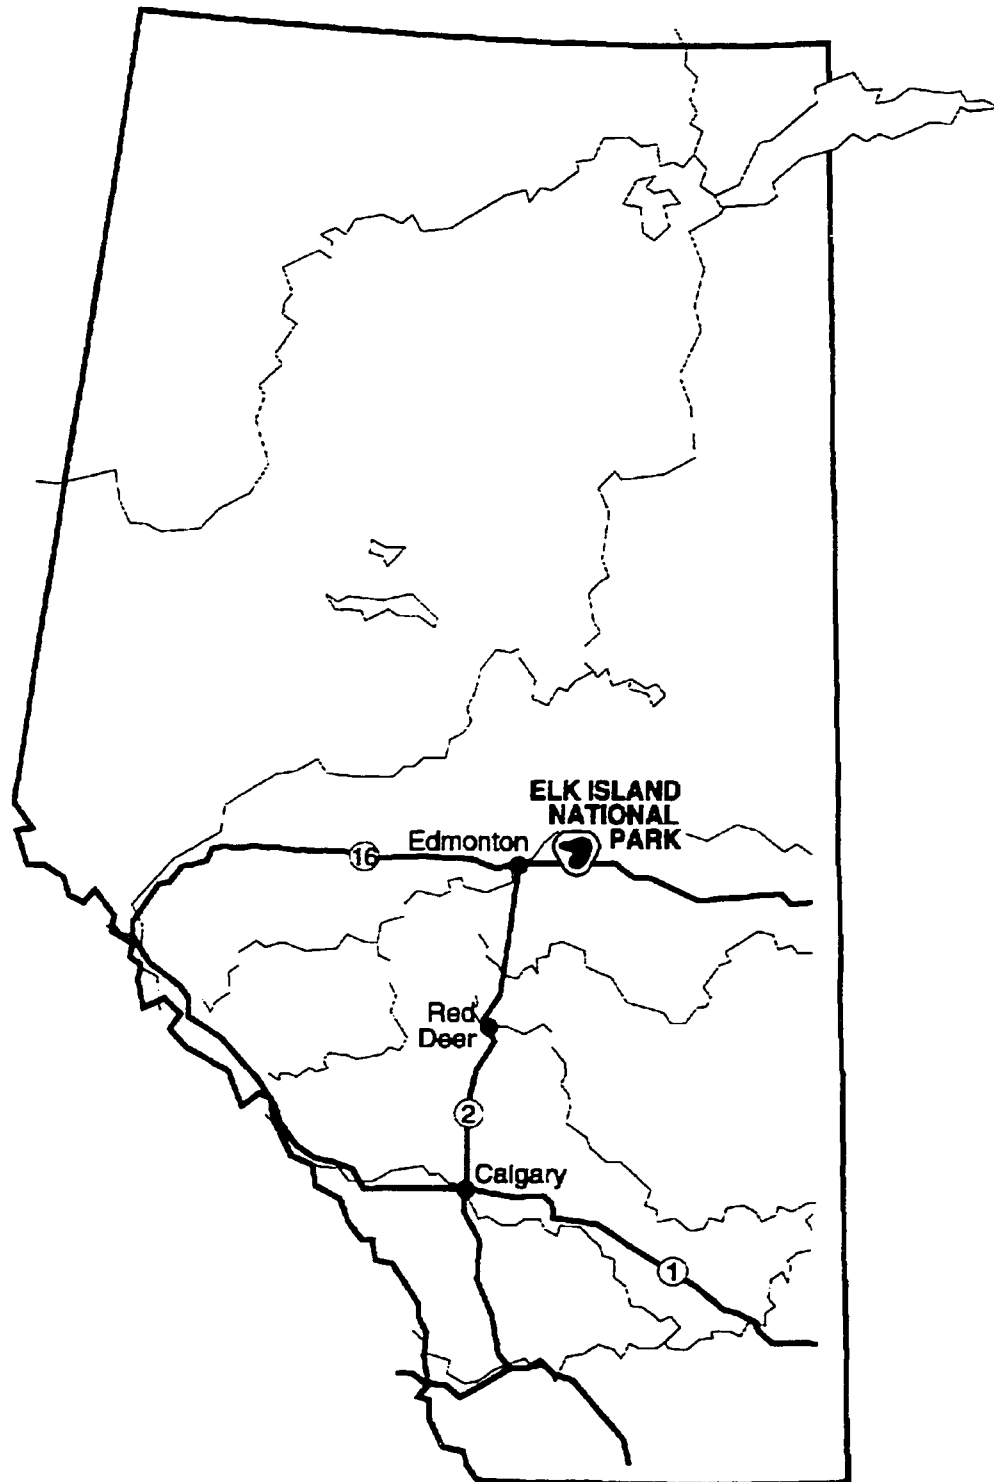 ELK ISLAND
NATIONAL
PARK
Edmonton
16
Red
Deer
2
Calgary
1